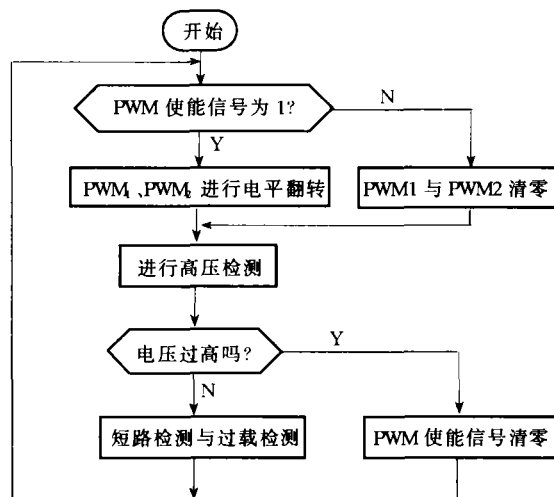 开始
PWM 使能信号为 1?
N
Y
PWM₁、PWM₂ 进行电平翻转
PWM1 与 PWM2 清零
进行高压检测
电压过高吗?
Y
N
短路检测与过载检测
PWM 使能信号清零